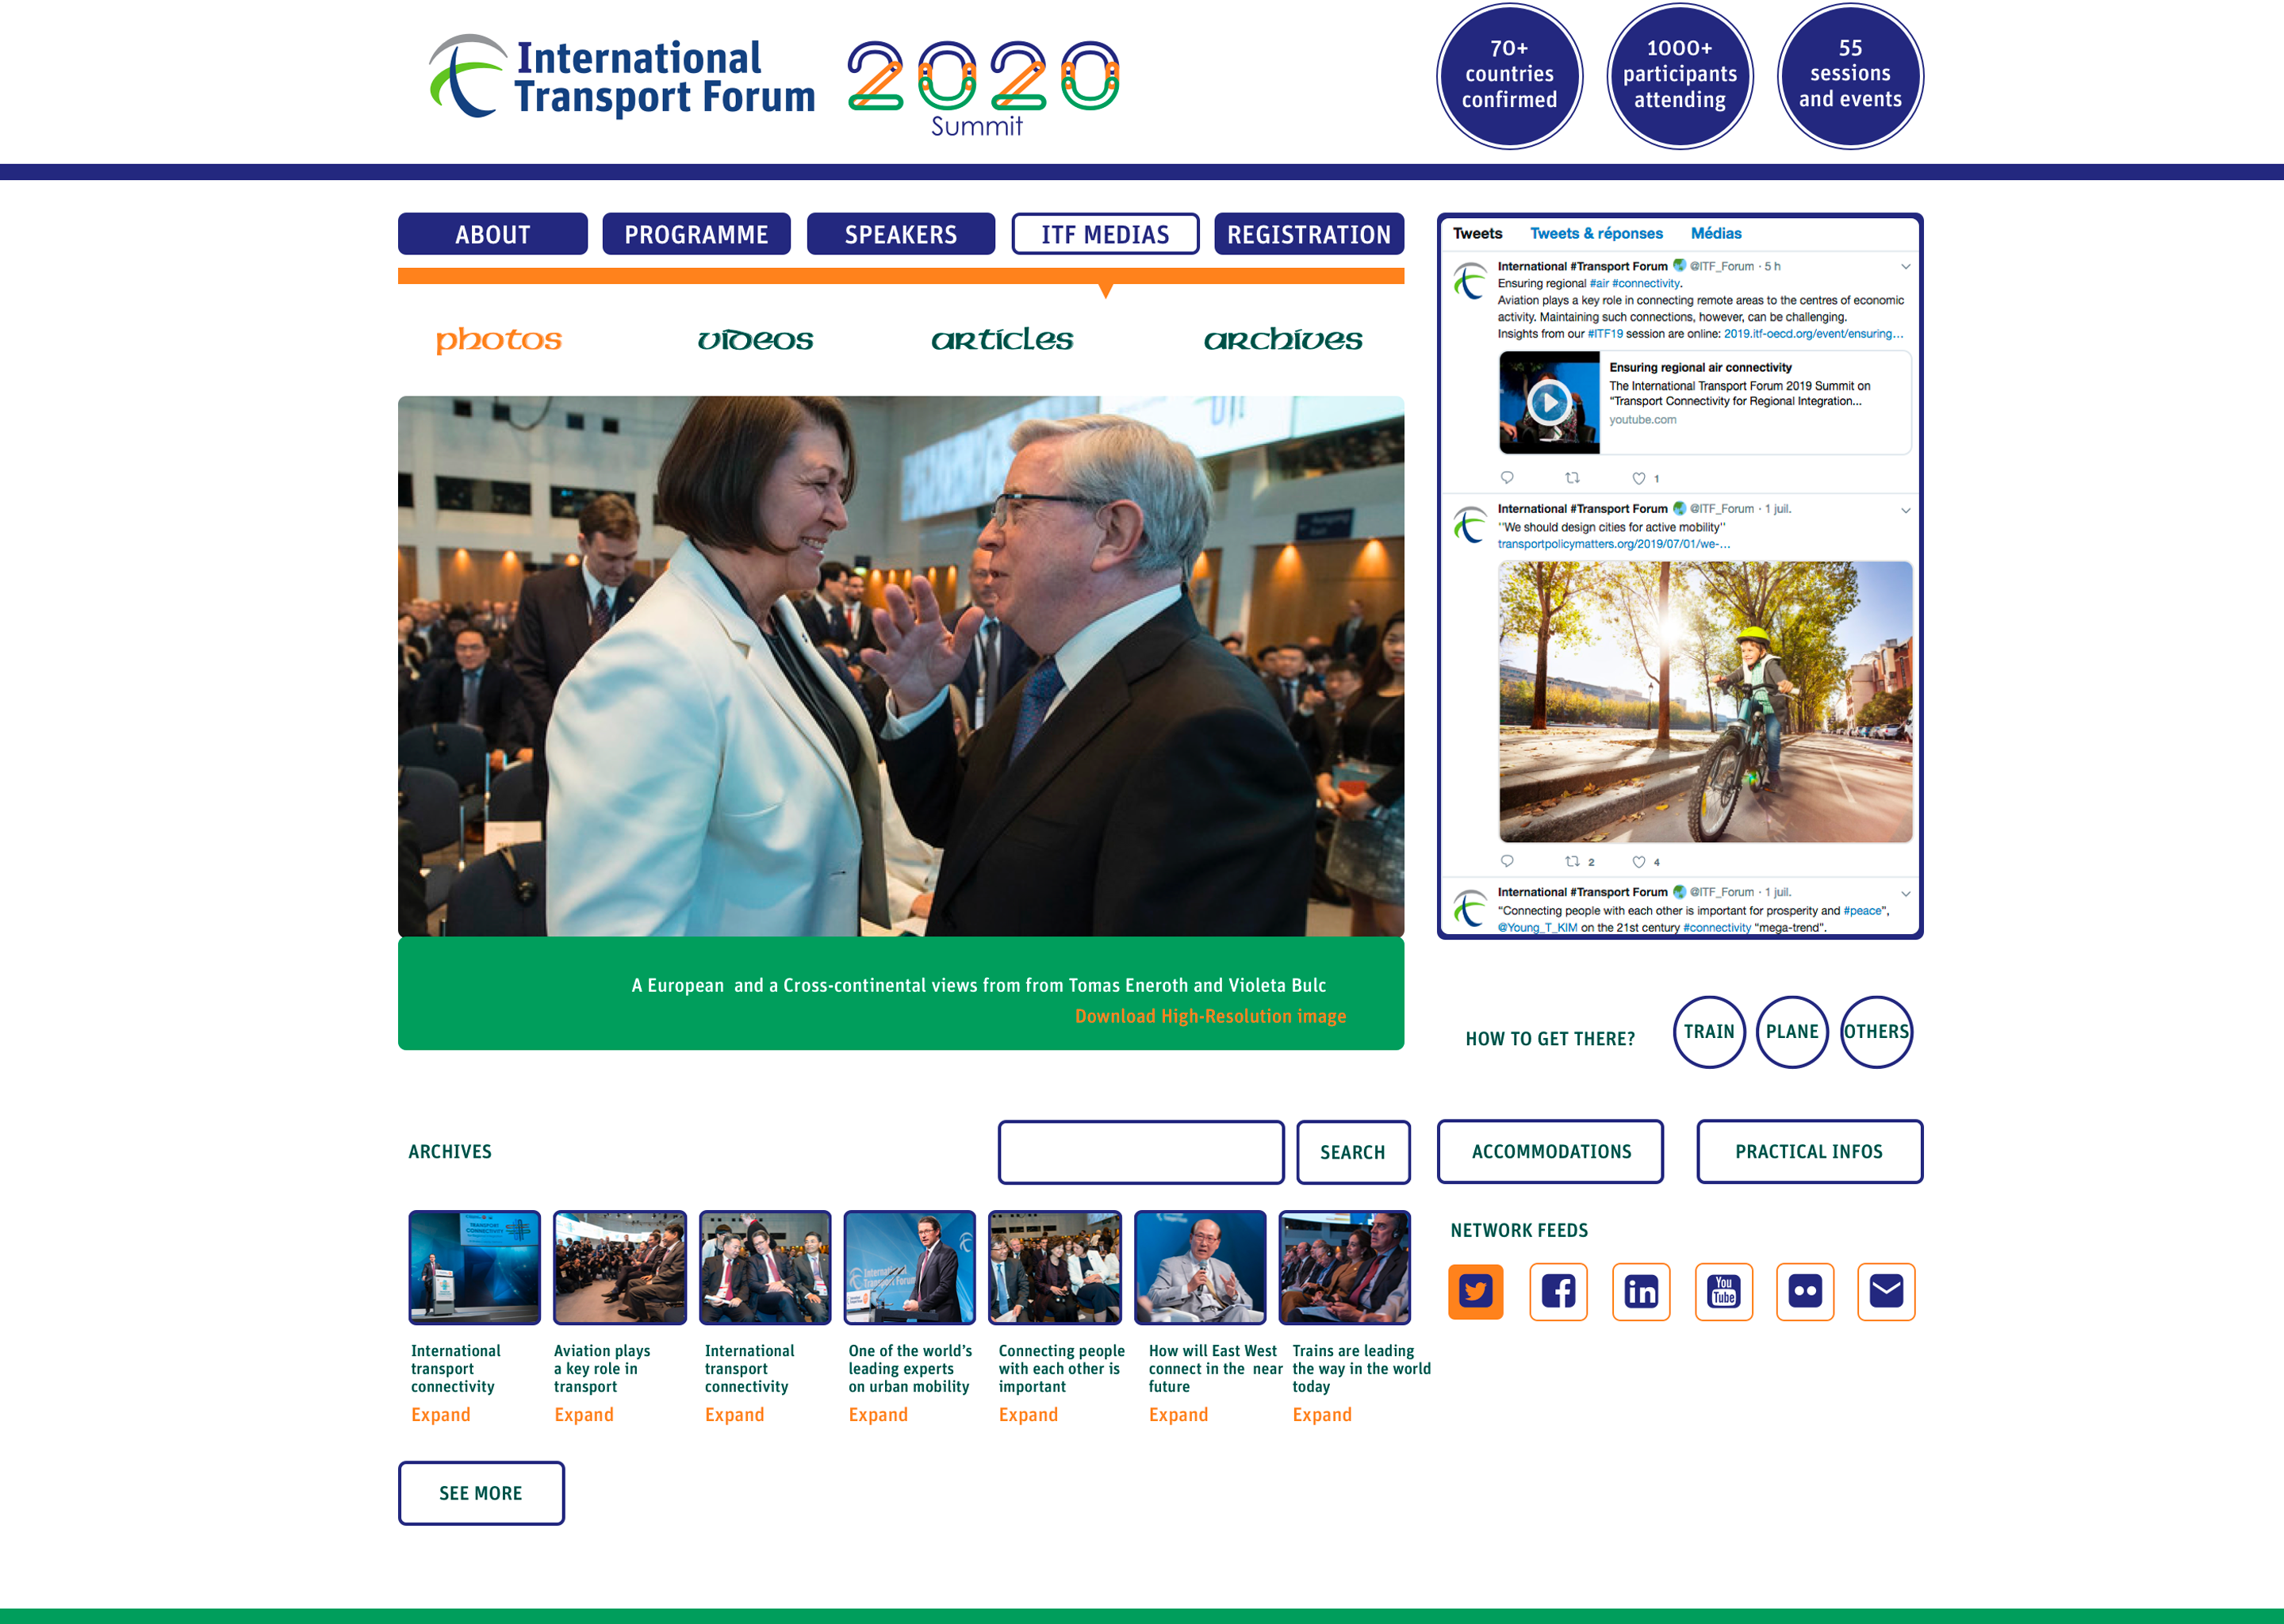 International
Transport Forum
2020
Summit
70+
countries
confirmed
1000+
participants
attending
55
sessions
and events
ABOUT
PROGRAMME
SPEAKERS
ITF MEDIAS
REGISTRATION
photos
videos
articles
archives
A European  and a Cross-continental views from from Tomas Eneroth and Violeta Bulc
Download High-Resolution image
Tweets Tweets & réponses Médias
International #Transport Forum @ITF_Forum · 5 h
Ensuring regional #air #connectivity.
Aviation plays a key role in connecting remote areas to the centres of economic
activity. Maintaining such connections, however, can be challenging.
Insights from our #ITF19 session are online: 2019.itf-oecd.org/event/ensuring...
Ensuring regional air connectivity
The International Transport Forum 2019 Summit on
"Transport Connectivity for Regional Integration...
youtube.com
1
International #Transport Forum @ITF_Forum · 1 juil.
''We should design cities for active mobility''
transportpolicymatters.org/2019/07/01/we-...
2 4
International #Transport Forum @ITF_Forum · 1 juil.
"Connecting people with each other is important for prosperity and #peace",
@Young_T_KIM on the 21st century #connectivity "mega-trend".
HOW TO GET THERE?
TRAIN
PLANE
OTHERS
ARCHIVES
SEARCH
ACCOMMODATIONS
PRACTICAL INFOS
TRANSPORT
CONNECTIVITY
International
Transport Forum
International
transport
connectivity
Expand
Aviation plays
a key role in
transport
Expand
International
transport
connectivity
Expand
One of the world's
leading experts
on urban mobility
Expand
Connecting people
with each other is
important
Expand
How will East West
connect in the  near
future
Expand
Trains are leading
the way in the world
today
Expand
NETWORK FEEDS
in
You
Tube
SEE MORE